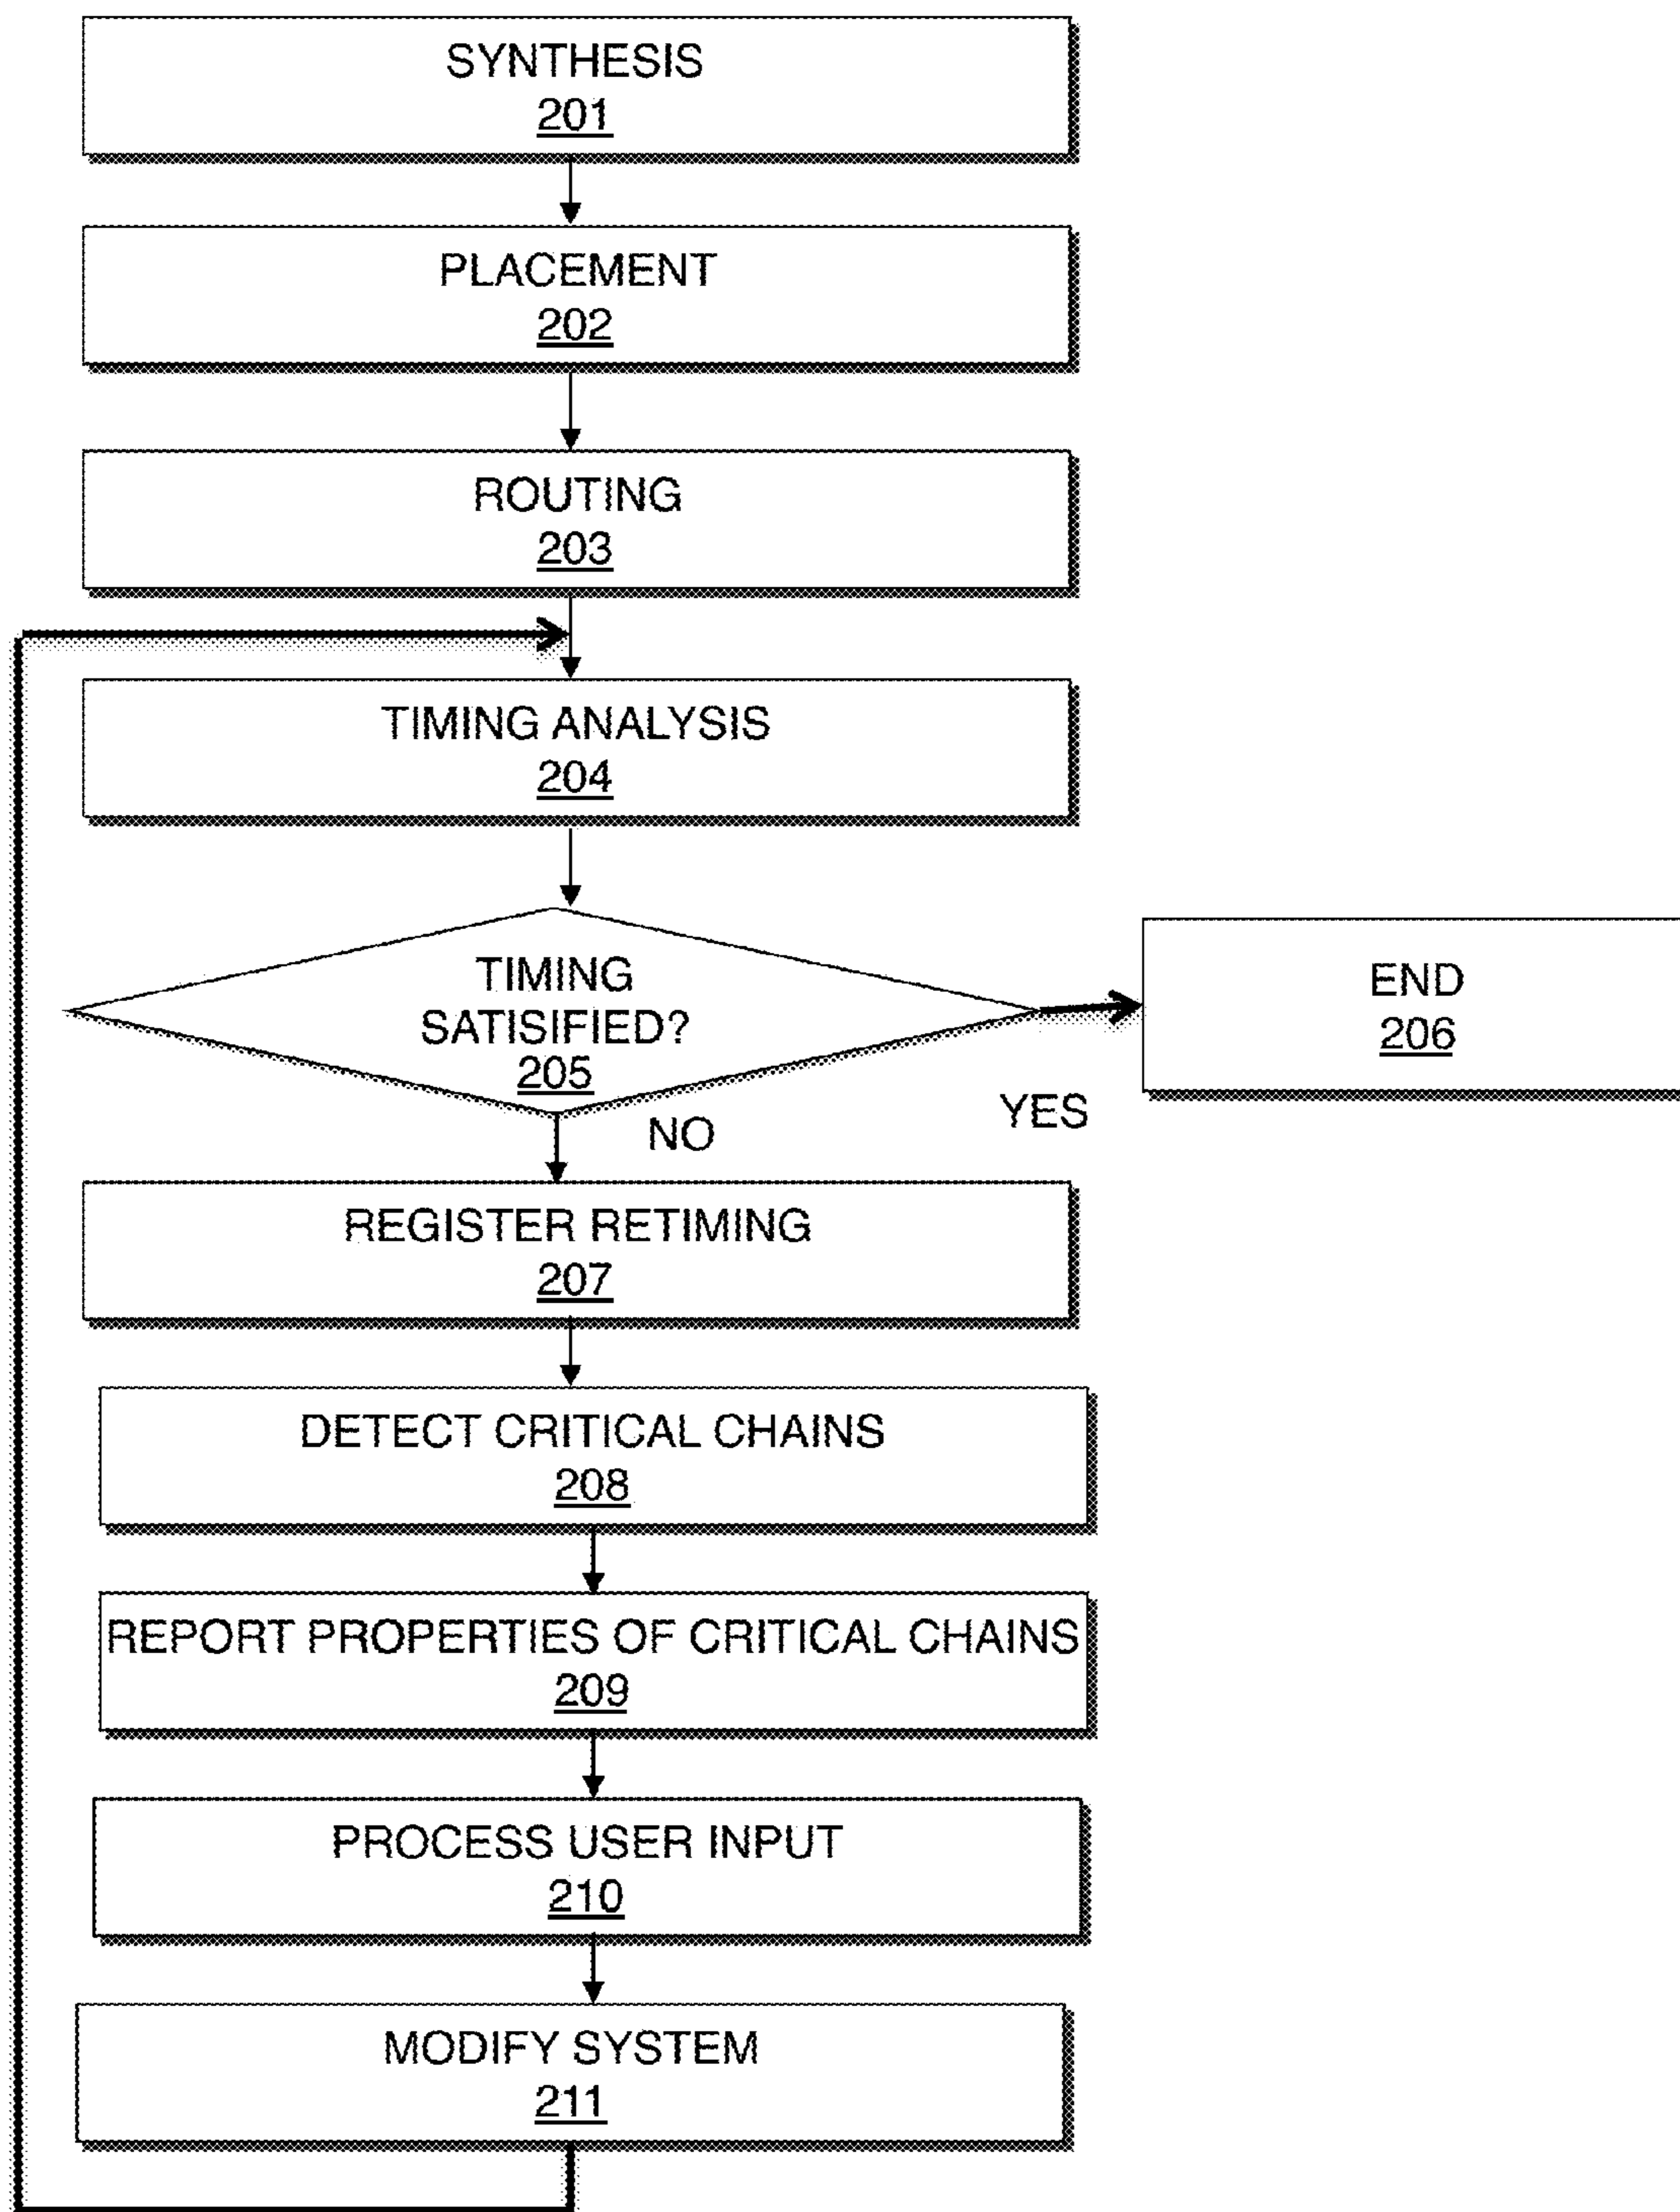 SYNTHESIS
201
PLACEMENT
202
ROUTING
203
TIMING ANALYSIS
204
TIMING
SATISIFIED?
205
END
206
YES
NO
REGISTER RETIMING
207
DETECT CRITICAL CHAINS
208
REPORT PROPERTIES OF CRITICAL CHAINS
209
PROCESS USER INPUT
210
MODIFY SYSTEM
211